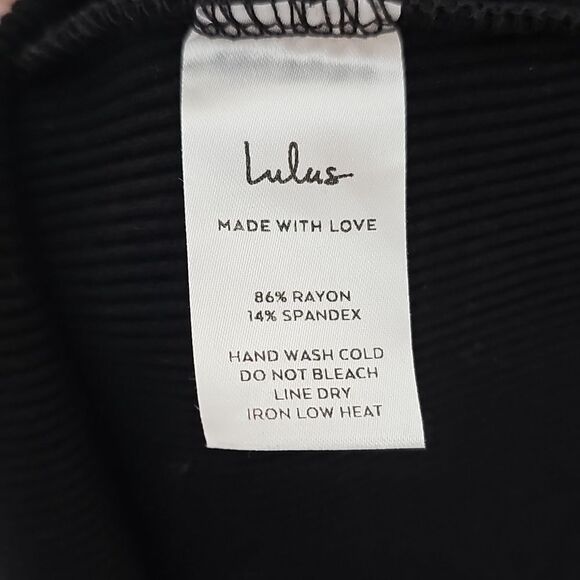 Lulus
MADE WITH LOVE
86% RAYON
14% SPANDEX
HAND WASH COLD
DO NOT BLEACH
LINE DRY
IRON LOW HEAT